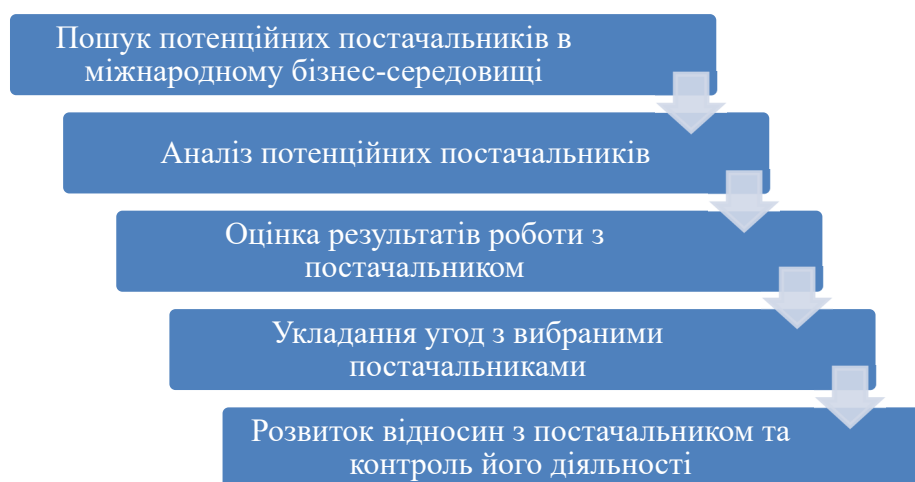 Пошук потенційних постачальників в
міжнародному бізнес-середовищі
Аналіз потенційних постачальників
Оцінка результатів роботи з
постачальником
Укладання угод з вибраними
постачальниками
Розвиток відносин з постачальником та
контроль його діяльності